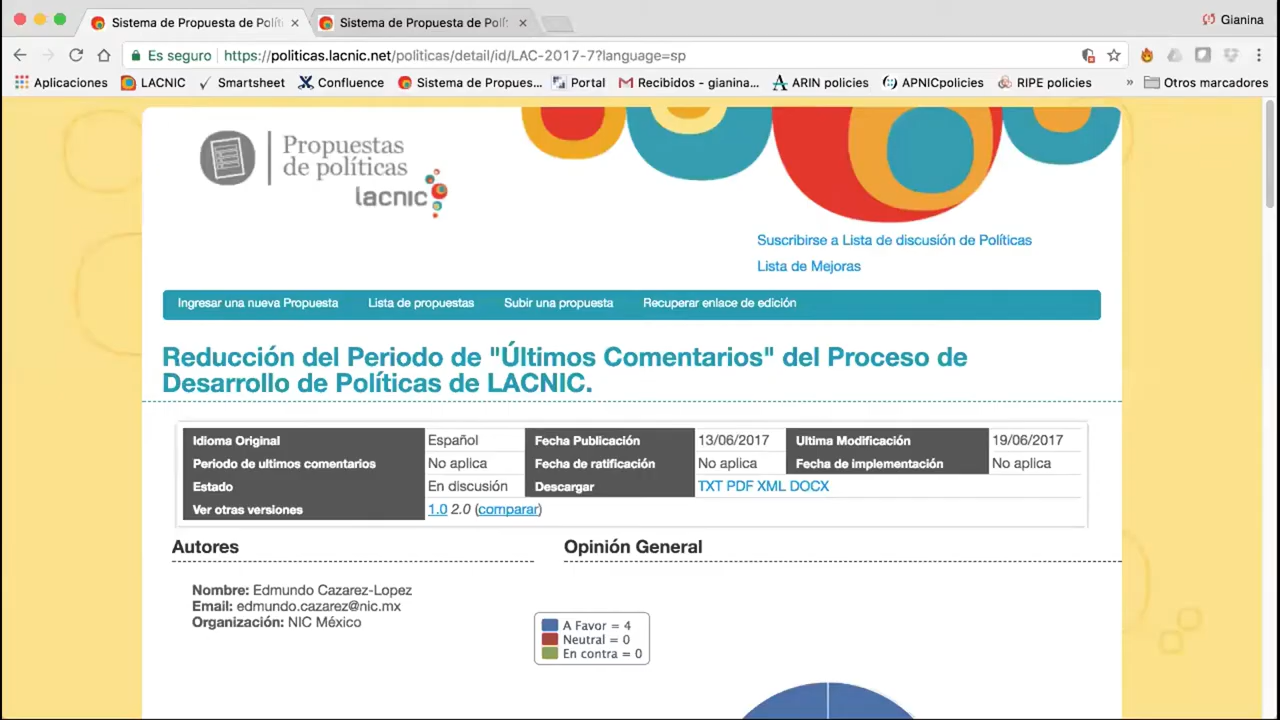 Sistema de Propuesta de Polít
Sistema de Propuesta de Polít
Gianina
Es seguro
https://politicas.lacnic.net/politicas/detail/id/LAC-2017-7?language=sp
Aplicaciones
LACNIC
Smartsheet
Confluence
Sistema de Propues...
Portal
Recibidos - gianina...
ARIN policies
APNICpolicies
RIPE policies
»
Otros marcadores
Propuestas
de políticas
lacnic
Suscribirse a Lista de discusión de Políticas
Lista de Mejoras
Ingresar una nueva Propuesta
Lista de propuestas
Subir una propuesta
Recuperar enlace de edición
Reducción del Periodo de "Últimos Comentarios" del Proceso de
Desarrollo de Políticas de LACNIC.
Idioma Original Español Fecha Publicación 13/06/2017 Ultima Modificación 19/06/2017
Periodo de ultimos comentarios No aplica Fecha de ratificación No aplica Fecha de implementación No aplica
Estado En discusión Descargar TXT PDF XML DOCX
Ver otras versiones 1.0 2.0 (comparar)
Autores
Opinión General
Nombre: Edmundo Cazarez-Lopez
Email: edmundo.cazarez@nic.mx
Organización: NIC México
A Favor = 4
Neutral = 0
En contra = 0